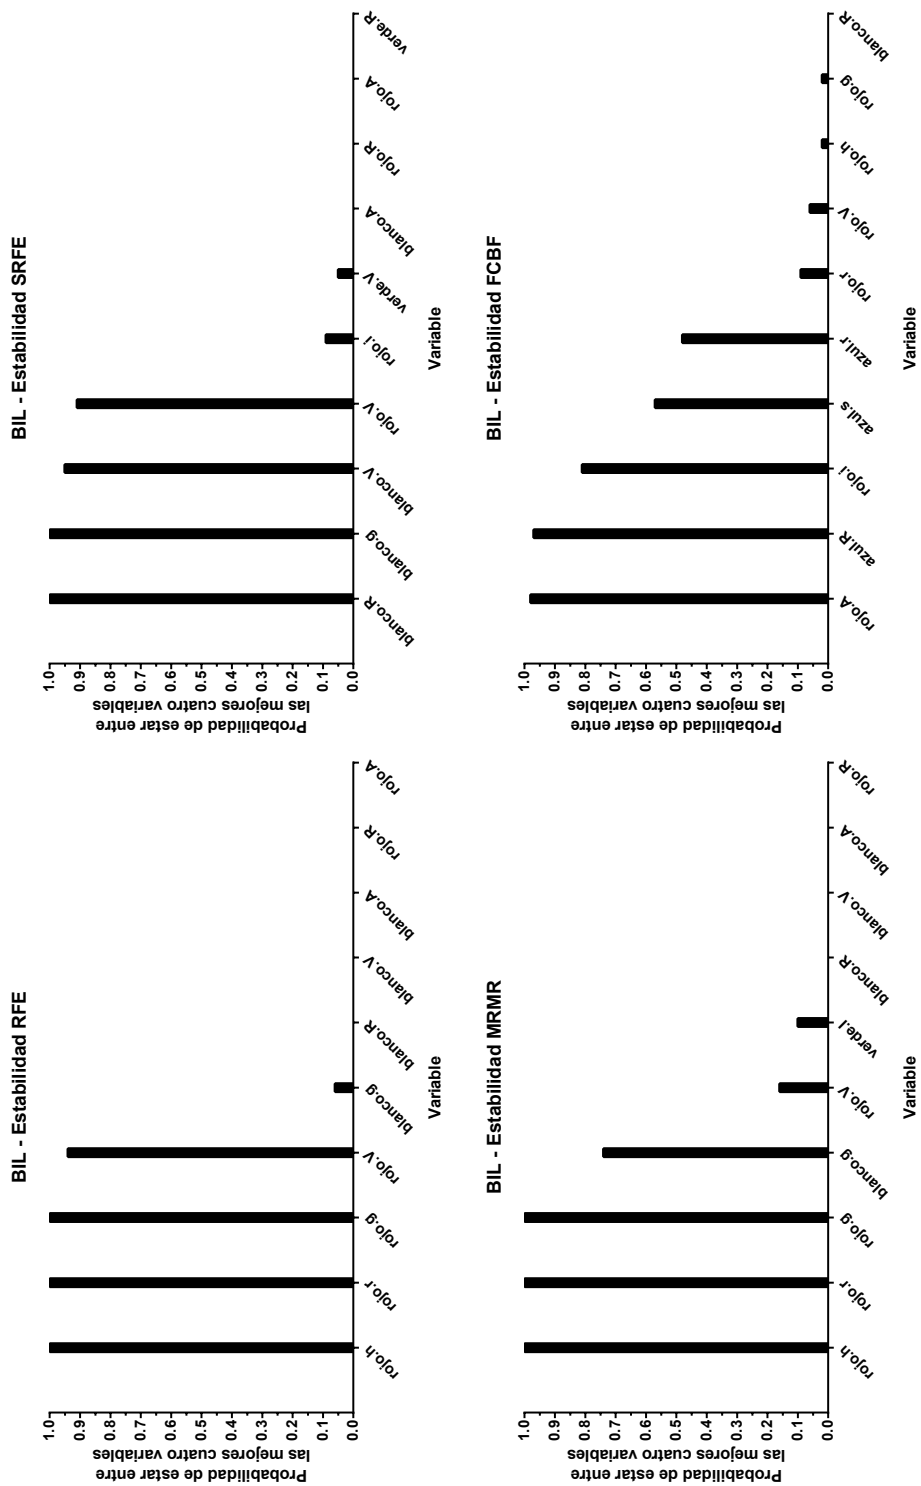 BIL - Estabilidad RFE
Probabilidad de estar entre
las mejores cuatro variables
1.0
0.9
0.8
0.7
0.6
0.5
0.4
0.3
0.2
0.1
0.0
rojo.h
rojo.r
rojo.g
rojo.V
blanco.g
blanco.R
blanco.V
blanco.A
rojo.R
rojo.A
Variable
BIL - Estabilidad SRFE
Probabilidad de estar entre
las mejores cuatro variables
1.0
0.9
0.8
0.7
0.6
0.5
0.4
0.3
0.2
0.1
0.0
blanco.R
blanco.g
blanco.V
rojo.V
rojo.i
verde.V
blanco.A
rojo.R
rojo.A
verde.R
Variable
BIL - Estabilidad MRMR
Probabilidad de estar entre
las mejores cuatro variables
1.0
0.9
0.8
0.7
0.6
0.5
0.4
0.3
0.2
0.1
0.0
rojo.h
rojo.r
rojo.g
blanco.g
rojo.V
verde.i
blanco.R
blanco.V
blanco.A
rojo.R
Variable
BIL - Estabilidad FCBF
Probabilidad de estar entre
las mejores cuatro variables
1.0
0.9
0.8
0.7
0.6
0.5
0.4
0.3
0.2
0.1
0.0
rojo.A
azul.R
rojo.i
azul.s
azul.r
rojo.r
rojo.V
rojo.h
rojo.g
blanco.R
Variable